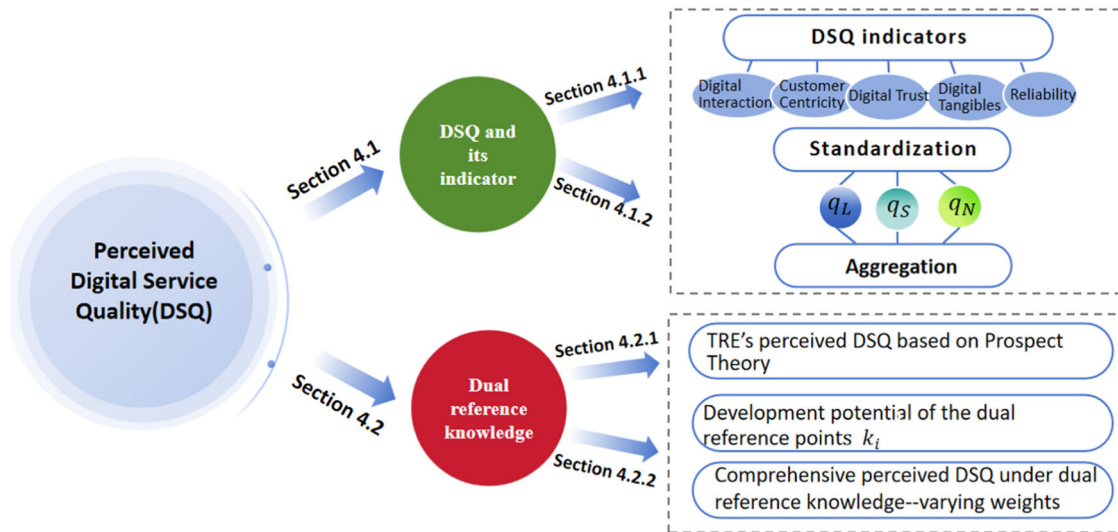 Perceived
Digital Service
Quality(DSQ)
Section 4.1
Section 4.2
DSQ and
its
indicator
Section 4.1.1
Section 4.1.2
DSQ indicators
Digital
Interaction
Customer
Centricity
Digital Trust
Digital
Tangibles
Reliability
Standardization
q_L
q_S
q_N
Aggregation
Dual
reference
knowledge
Section 4.2.1
Section 4.2.2
TRE's perceived DSQ based on Prospect
Theory
Development potential of the dual
reference points k_i
Comprehensive perceived DSQ under dual
reference knowledge--varying weights